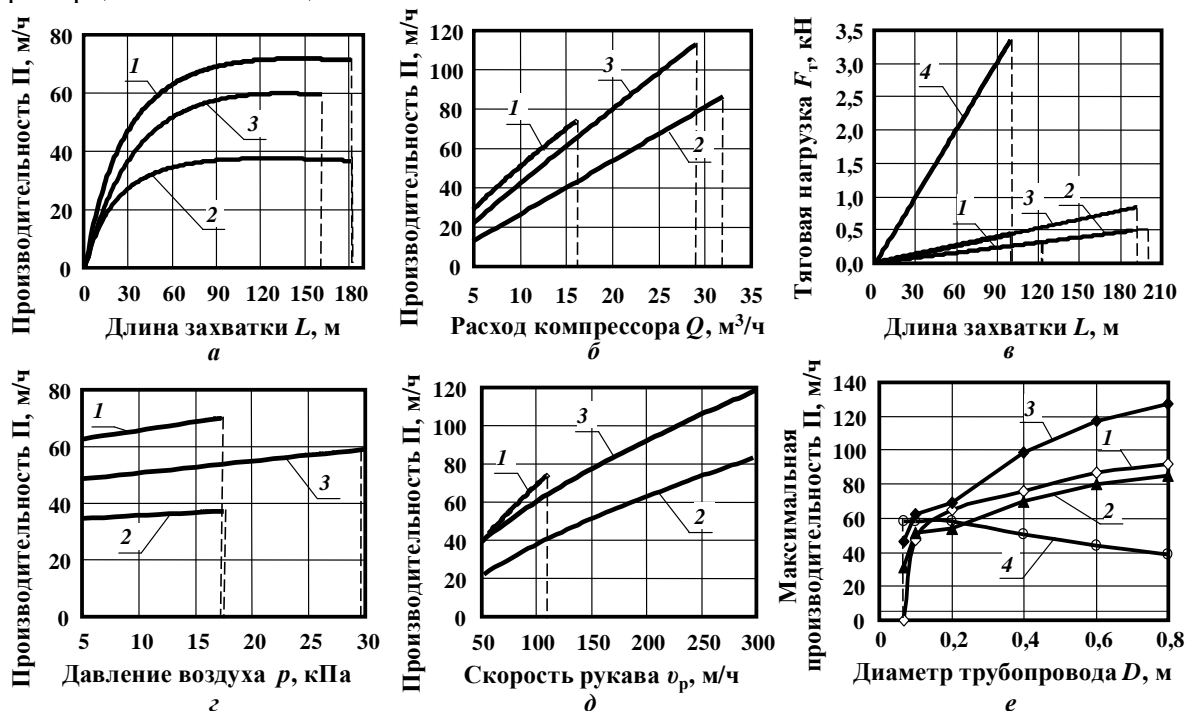 Производительность П, м/ч
80
60
40
20
0
1
3
2
0 30 60 90 120 150 180
Длина захватки L, м
а
Производительность П, м/ч
120
100
80
60
40
20
0
1
3
2
5 10 15 20 25 30 35
Расход компрессора Q, м³/ч
б
Тяговая нагрузка Fт, кН
3,5
3,0
2,5
2,0
1,5
1,0
0,5
0,0
4
1
3
2
0 30 60 90 120 150 180 210
Длина захватки L, м
в
Производительность П, м/ч
80
60
40
20
0
1
2
3
5 10 15 20 25 30
Давление воздуха p, кПа
г
Производительность П, м/ч
120
100
80
60
40
20
0
1
3
2
50 100 150 200 250 300
Скорость рукава υр, м/ч
д
Максимальная
производительность П, м/ч
140
120
100
80
60
40
20
0
3
1
2
4
0 0,2 0,4 0,6 0,8
Диаметр трубопровода D, м
е